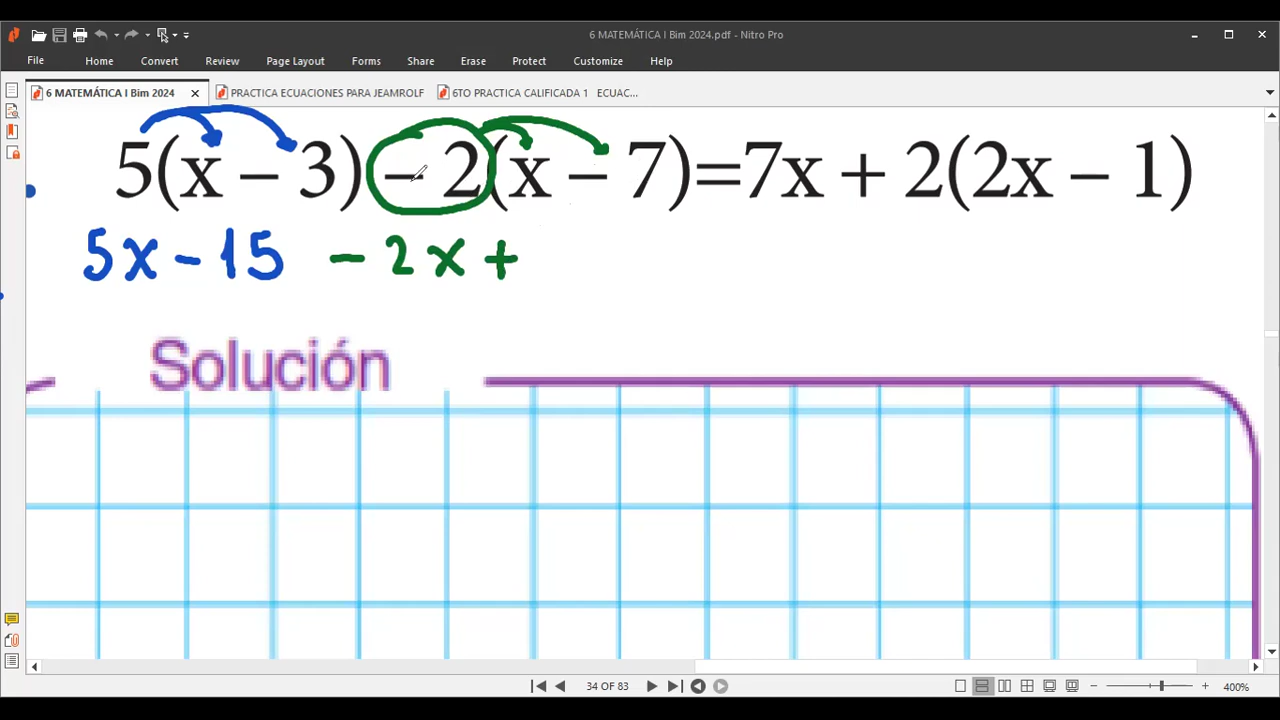 6 MATEMÁTICA I Bim 2024.pdf - Nitro Pro
File Home Convert Review Page Layout Forms Share Erase Protect Customize Help
6 MATEMÁTICA I Bim 2024 PRACTICA ECUACIONES PARA JEAMROLF 6TO PRACTICA CALIFICADA 1 ECUAC...
5(x – 3) – 2(x – 7)=7x + 2(2x – 1)
5x - 15 - 2x +
Solución
34 OF 83
400%